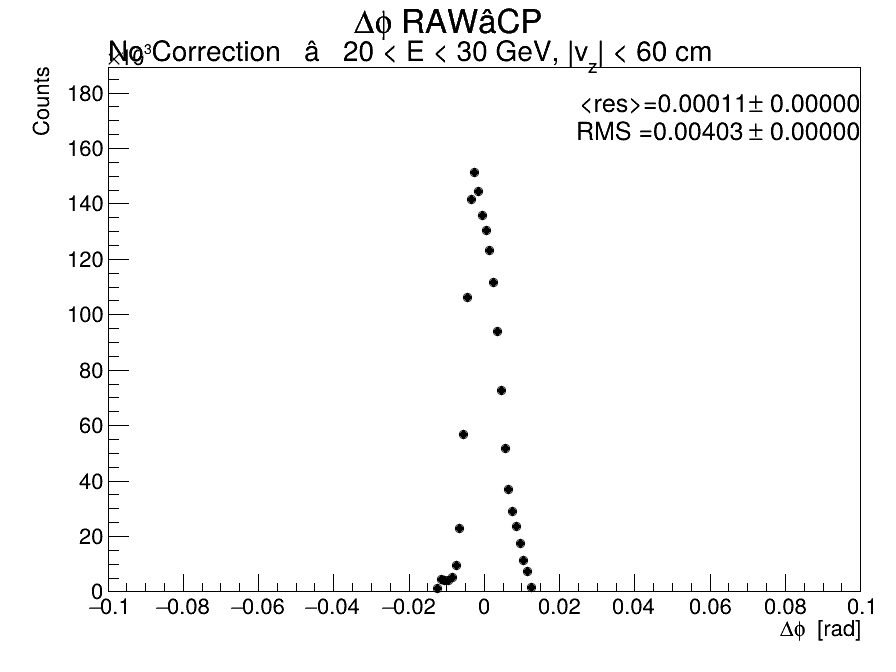 Δϕ RAWâCP
No Correction â 20 < E < 30 GeV, |v_z| < 60 cm
×10³
Counts
<res>=0.00011± 0.00000
RMS =0.00403± 0.00000
180
160
140
120
100
80
60
40
20
0
−0.1 −0.08 −0.06 −0.04 −0.02 0 0.02 0.04 0.06 0.08 0.1
Δϕ [rad]